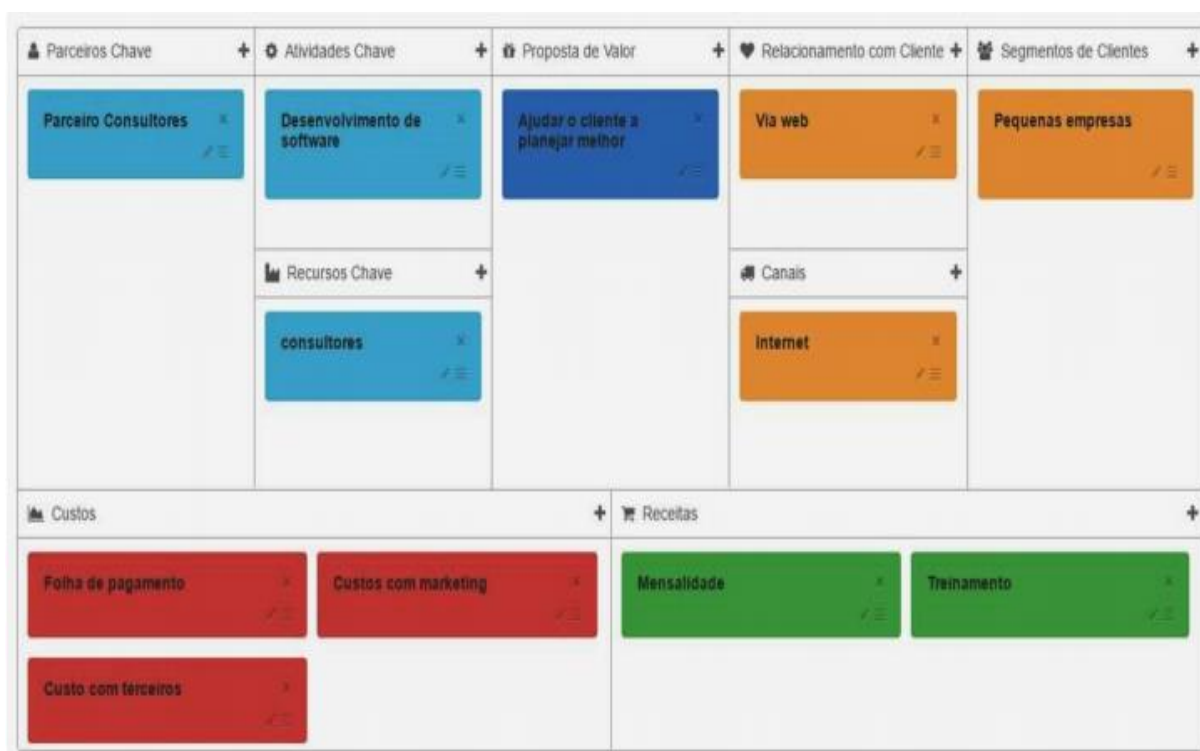 Parceiros Chave
Atividades Chave
Proposta de Valor
Relacionamento com Cliente
Segmentos de Clientes
Parceiro Consultores
Desenvolvimento de
software
Ajudar o cliente a
planejar melhor
Via web
Pequenas empresas
Recursos Chave
Canais
consultores
Internet
Custos
Receitas
Folha de pagamento
Custos com marketing
Mensalidade
Treinamento
Custo com terceiros